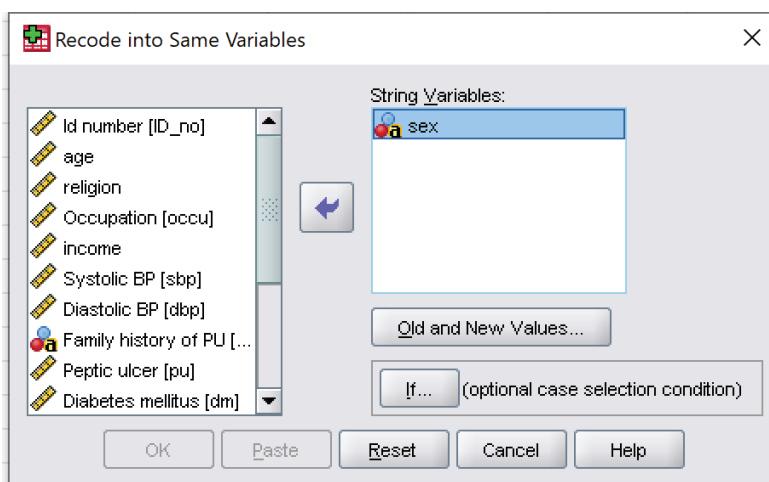 Recode into Same Variables
String Variables:
Id number [ID_no]
age
religion
Occupation [occu]
income
Systolic BP [sbp]
Diastolic BP [dbp]
Family history of PU [...
Peptic ulcer [pu]
Diabetes mellitus [dm]
a sex
Old and New Values...
If... (optional case selection condition)
OK Paste Reset Cancel Help